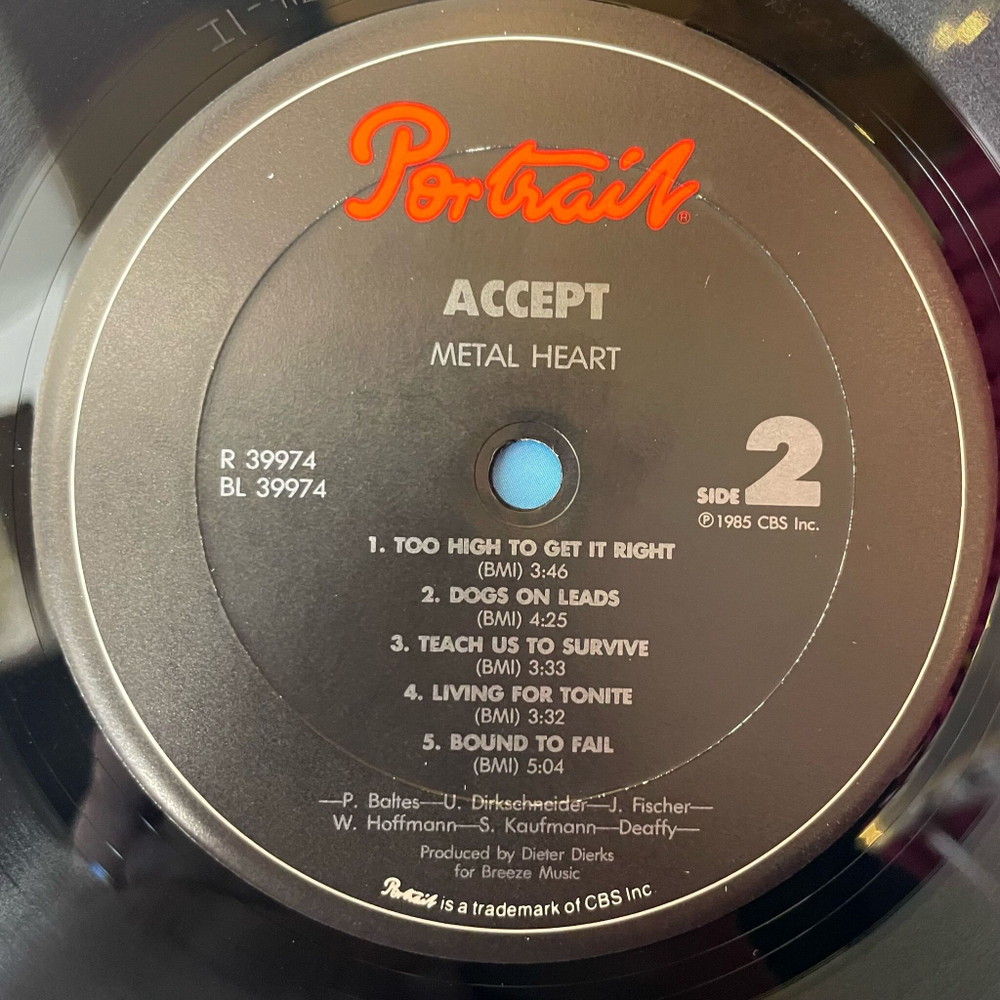 Portrait®
ACCEPT
METAL HEART
R 39974
BL 39974
SIDE 2
℗ 1985 CBS Inc.
1. TOO HIGH TO GET IT RIGHT
(BMI) 3:46
2. DOGS ON LEADS
(BMI) 4:25
3. TEACH US TO SURVIVE
(BMI) 3:33
4. LIVING FOR TONITE
(BMI) 3:32
5. BOUND TO FAIL
(BMI) 5:04
—P. Baltes—U. Dirkschneider—J. Fischer—
W. Hoffmann—S. Kaufmann—Deaffy—
Produced by Dieter Dierks
for Breeze Music
Portrait is a trademark of CBS Inc